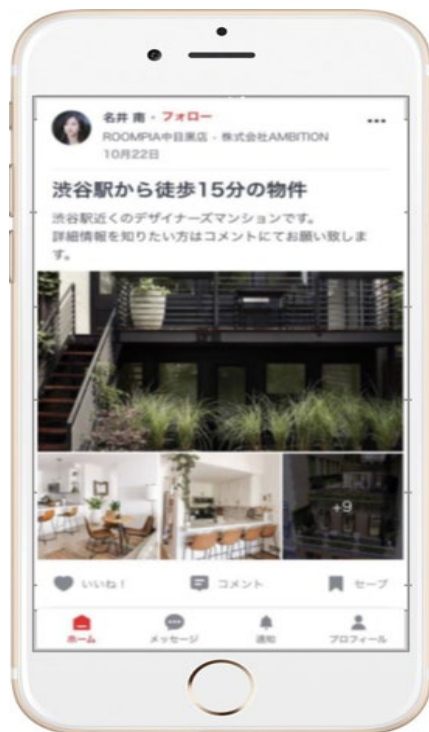 名井 南・フォロー
ROOMPIA中目黒店 - 株式会社AMBITION
10月22日
渋谷駅から徒歩15分の物件
渋谷駅近くのデザイナーズマンションです。
詳細情報を知りたい方はコメントにてお願い致しま
す。
+9
いいね！
コメント
セーブ
ホーム
メッセージ
通知
プロフィール